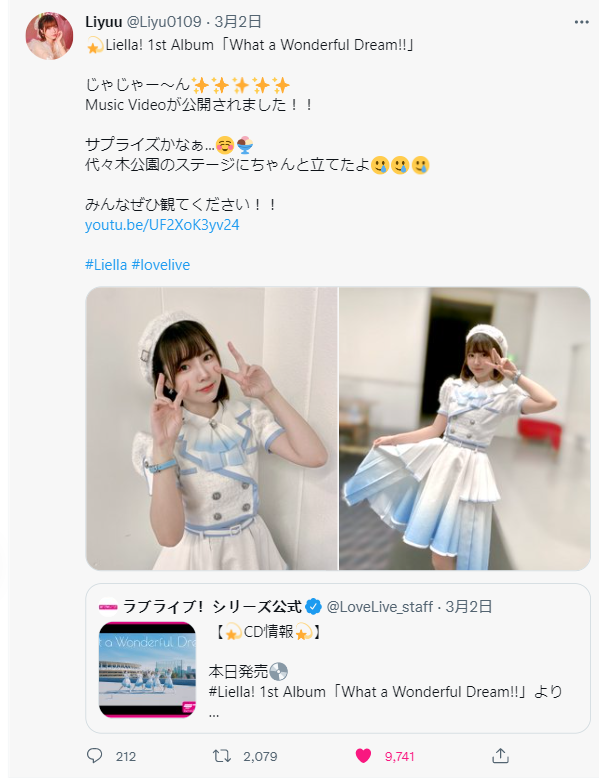 Liyuu @Liyu0109 · 3月2日
💫Liella! 1st Album「What a Wonderful Dream!!」
じゃじゃー〜ん✨✨✨✨✨
Music Videoが公開されました！！
サプライズかなぁ...☺️🍨
代々木公園のステージにちゃんと立てたよ🥲🥲🥲
みんなぜひ観てください！！
youtu.be/UF2XoK3yv24
#Liella #lovelive
ラブライブ！シリーズ公式 @LoveLive_staff · 3月2日
【💫CD情報💫】
本日発売💿
#Liella! 1st Album「What a Wonderful Dream!!」より
...
t a Wonderful Dre
212 2,079 9,741